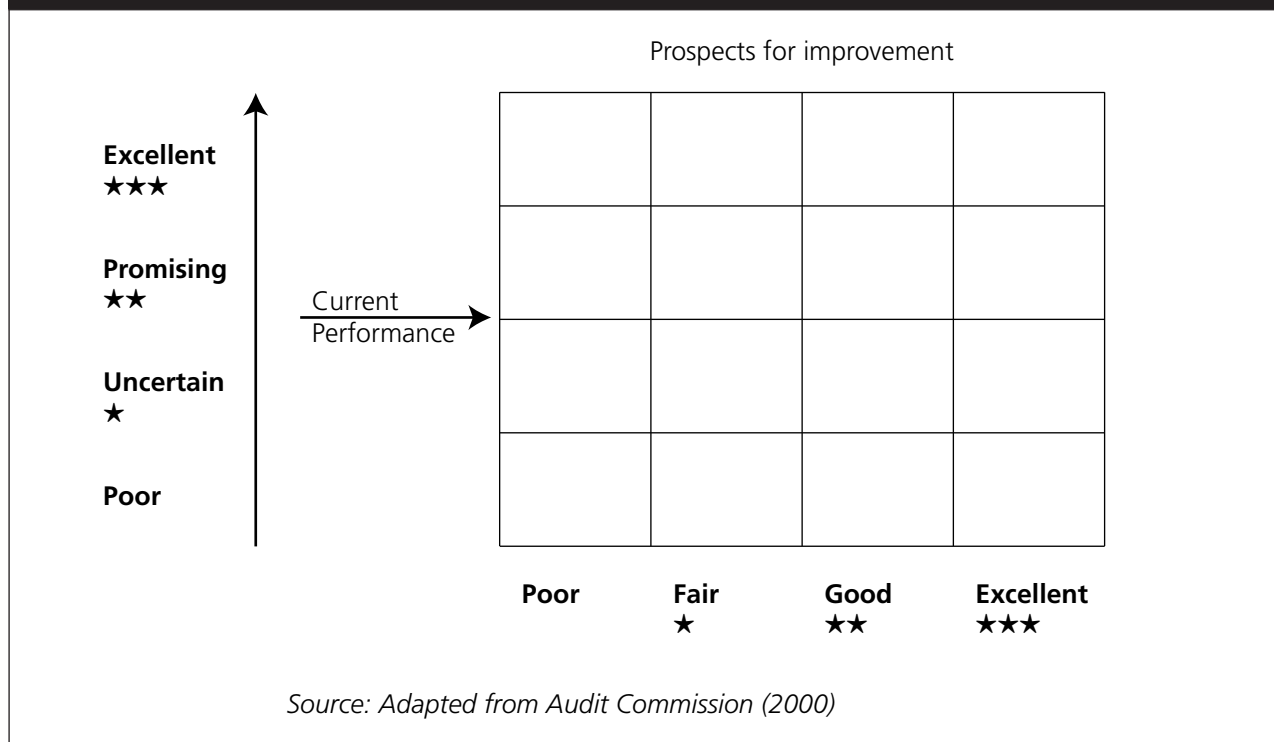 Prospects for improvement
Excellent
★★★
Promising
★★
Current
Performance
Uncertain
★
Poor
Poor Fair Good Excellent
★ ★★ ★★★
Source: Adapted from Audit Commission (2000)